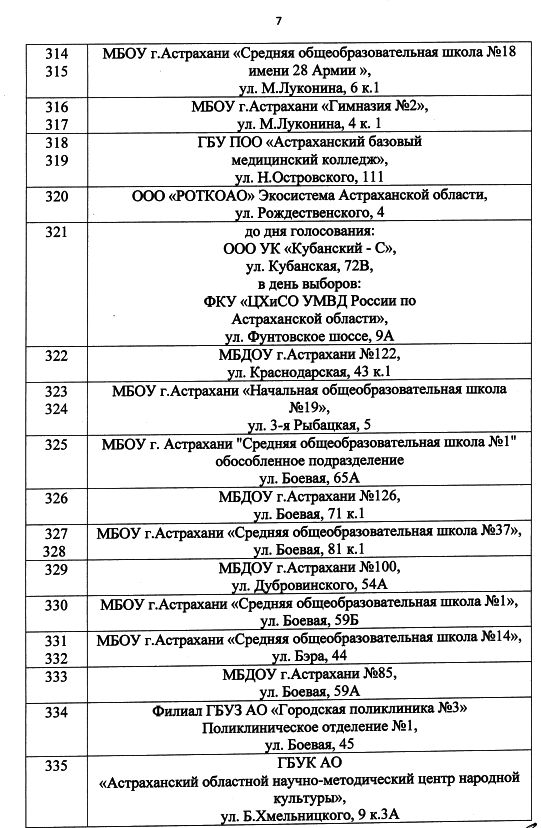 7
314 МБОУ г.Астрахани «Средняя общеобразовательная школа №18
315 имени 28 Армии »,
ул. М.Луконина, 6 к.1
316 МБОУ г.Астрахани «Гимназия №2»,
317 ул. М.Луконина, 4 к. 1
318 ГБУ ПОО «Астраханский базовый
319 медицинский колледж»,
ул. Н.Островского, 111
320 ООО «РОТКОАО» Экосистема Астраханской области,
ул. Рождественского, 4
321 до дня голосования:
ООО УК «Кубанский - С»,
ул. Кубанская, 72В,
в день выборов:
ФКУ «ЦХиСО УМВД России по
Астраханской области»,
ул. Фунтовское шоссе, 9А
322 МБДОУ г.Астрахани №122,
ул. Краснодарская, 43 к.1
323 МБОУ г.Астрахани «Начальная общеобразовательная школа
324 №19»,
ул. 3-я Рыбацкая, 5
325 МБОУ г. Астрахани "Средняя общеобразовательная школа №1"
обособленное подразделение
ул. Боевая, 65А
326 МБДОУ г.Астрахани №126,
ул. Боевая, 71 к.1
327 МБОУ г.Астрахани «Средняя общеобразовательная школа №37»,
328 ул. Боевая, 81 к.1
329 МБДОУ г.Астрахани №100,
ул. Дубровинского, 54А
330 МБОУ г.Астрахани «Средняя общеобразовательная школа №1»,
ул. Боевая, 59Б
331 МБОУ г.Астрахани «Средняя общеобразовательная школа №14»,
332 ул. Бэра, 44
333 МБДОУ г.Астрахани №85,
ул. Боевая, 59А
334 Филиал ГБУЗ АО «Городская поликлиника №3»
Поликлиническое отделение №1,
ул. Боевая, 45
335 ГБУК АО
«Астраханский областной научно-методический центр народной
культуры»,
ул. Б.Хмельницкого, 9 к.3А